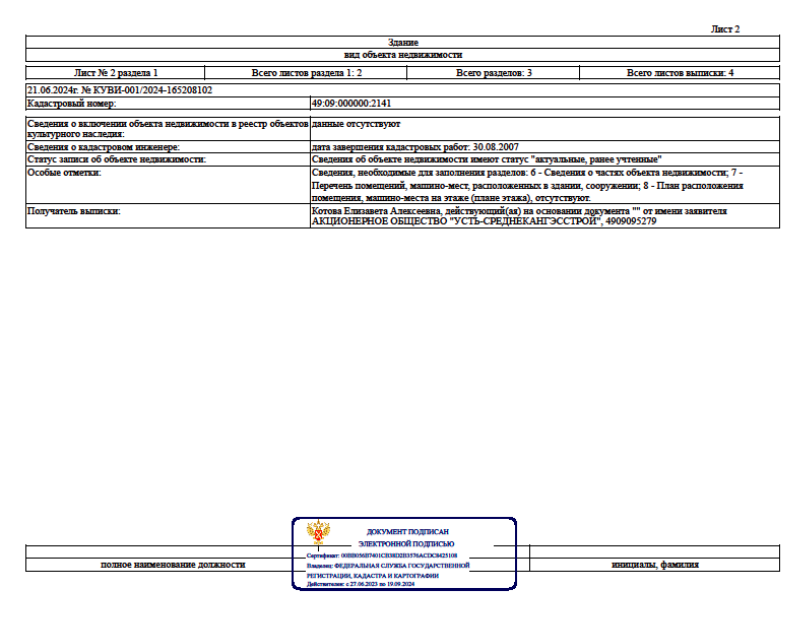 Лист 2
Здание
вид объекта недвижимости
Лист № 2 раздела 1 Всего листов раздела 1: 2 Всего разделов: 3 Всего листов выписки: 4
21.06.2024г. № КУВИ-001/2024-165208102
Кадастровый номер: 49:09:000000:2141
Сведения о включении объекта недвижимости в реестр объектов данные отсутствуют
культурного наследия:
Сведения о кадастровом инженере: дата завершения кадастровых работ: 30.08.2007
Статус записи об объекте недвижимости: Сведения об объекте недвижимости имеют статус "актуальные, ранее учтенные"
Особые отметки: Сведения, необходимые для заполнения разделов: 6 - Сведения о частях объекта недвижимости; 7 -
Перечень помещений, машино-мест, расположенных в здании, сооружении; 8 - План расположения
помещения, машино-места на этаже (плане этажа), отсутствуют.
Получатель выписки: Котова Елизавета Алексеевна, действующий(ая) на основании документа "" от имени заявителя
АКЦИОНЕРНОЕ ОБЩЕСТВО "УСТЬ-СРЕДНЕКАНГЭССТРОЙ", 4909095279
ДОКУМЕНТ ПОДПИСАН
ЭЛЕКТРОННОЙ ПОДПИСЬЮ
Сертификат:
Владелец: ФЕДЕРАЛЬНАЯ СЛУЖБА ГОСУДАРСТВЕННОЙ
РЕГИСТРАЦИИ, КАДАСТРА И КАРТОГРАФИИ
Действителен: с 27.06.2023 по 19.09.2024
полное наименование должности инициалы, фамилия